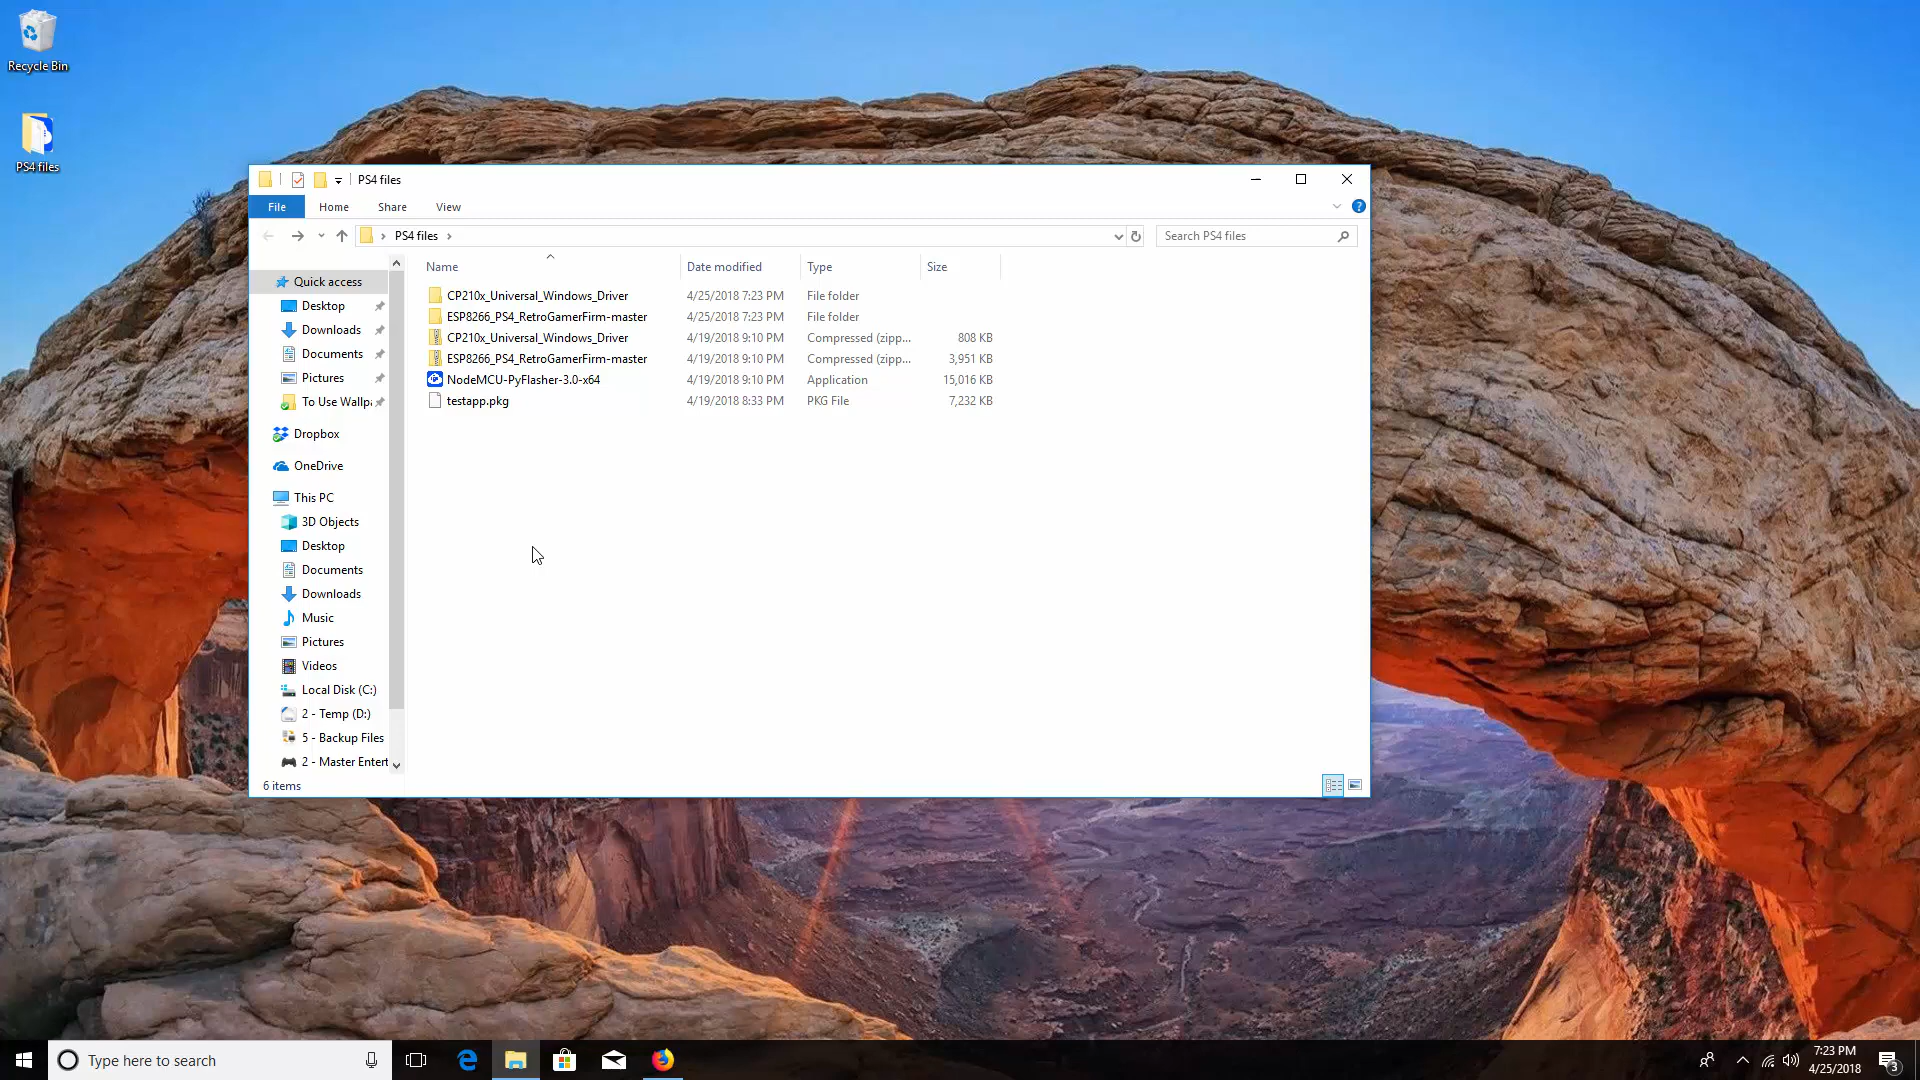 Recycle Bin
PS4 files
PS4 files
File Home Share View
PS4 files
Search PS4 files
Name Date modified Type Size
CP210x_Universal_Windows_Driver 4/25/2018 7:23 PM File folder
ESP8266_PS4_RetroGamerFirm-master 4/25/2018 7:23 PM File folder
CP210x_Universal_Windows_Driver 4/19/2018 9:10 PM Compressed (zipp... 808 KB
ESP8266_PS4_RetroGamerFirm-master 4/19/2018 9:10 PM Compressed (zipp... 3,951 KB
NodeMCU-PyFlasher-3.0-x64 4/19/2018 9:10 PM Application 15,016 KB
testapp.pkg 4/19/2018 8:33 PM PKG File 7,232 KB
Quick access
Desktop
Downloads
Documents
Pictures
To Use Wallp
Dropbox
OneDrive
This PC
3D Objects
Desktop
Documents
Downloads
Music
Pictures
Videos
Local Disk (C:)
2 - Temp (D:)
5 - Backup Files
2 - Master Entert
6 items
Type here to search
7:23 PM
4/25/2018
3